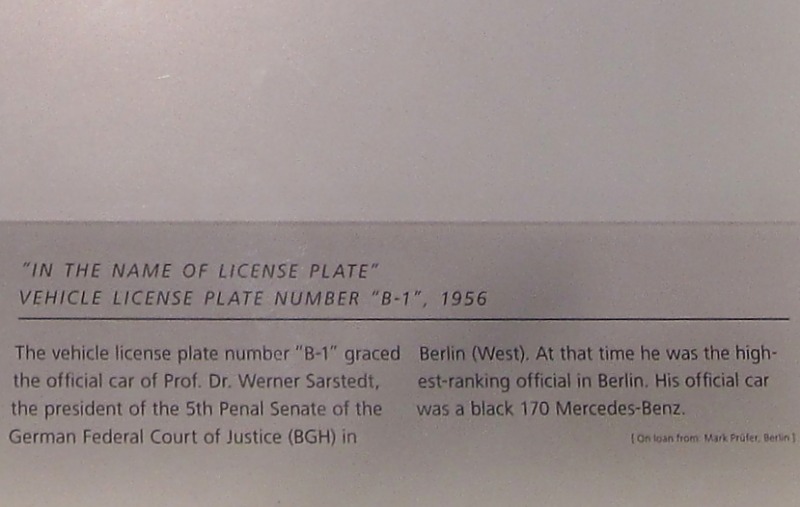 "IN THE NAME OF LICENSE PLATE"
VEHICLE LICENSE PLATE NUMBER "B-1", 1956
The vehicle license plate number "B-1" graced
the official car of Prof. Dr. Werner Sarstedt,
the president of the 5th Penal Senate of the
German Federal Court of Justice (BGH) in
Berlin (West). At that time he was the high-
est-ranking official in Berlin. His official car
was a black 170 Mercedes-Benz.
[ On loan from: Mark Prüfer, Berlin ]